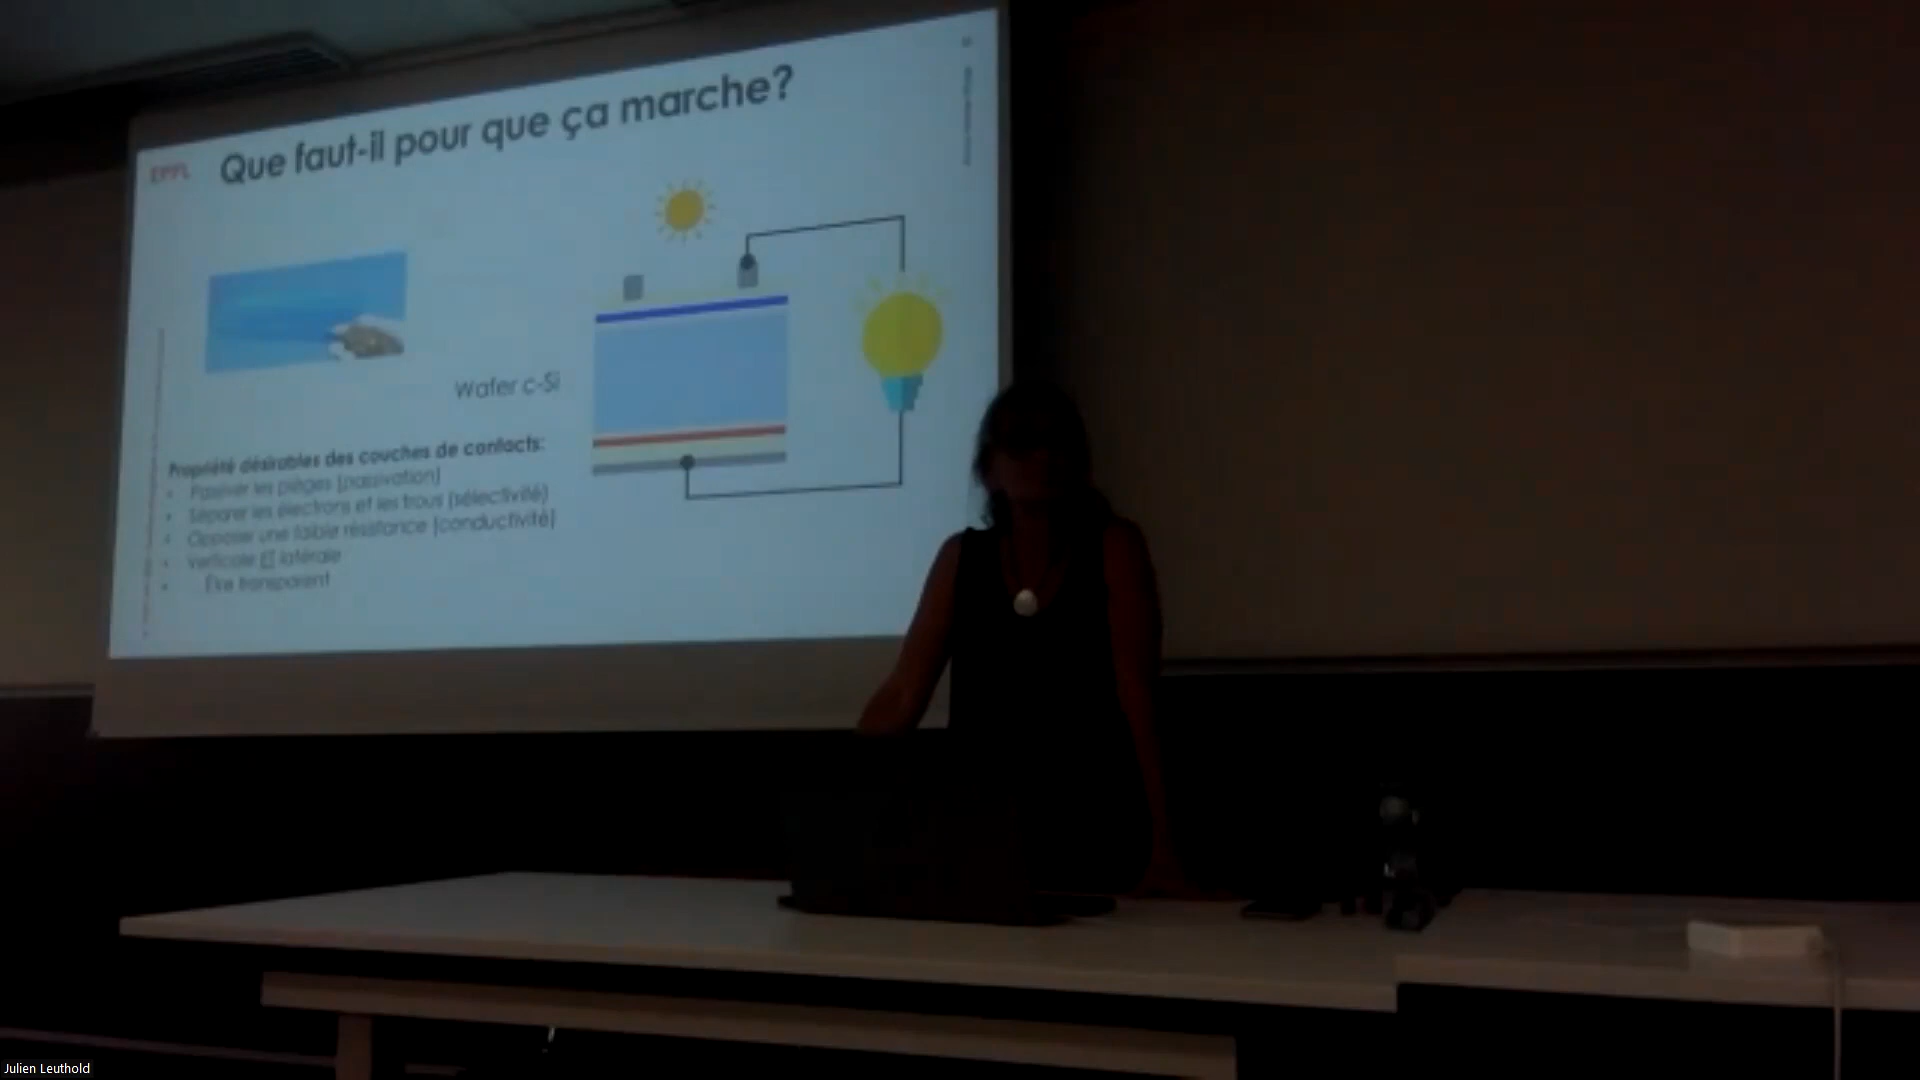 EPFL
Que faut-il pour que ça marche?
Wafer c-Si
Propriété désirables des couches de contacts:
• Passiver les pièges (passivation)
• Séparer les électrons et les trous (sélectivité)
• Opposer une faible résistance (conductivité)
• Verticale ET latérale
• Être transparent
Julien Leuthold